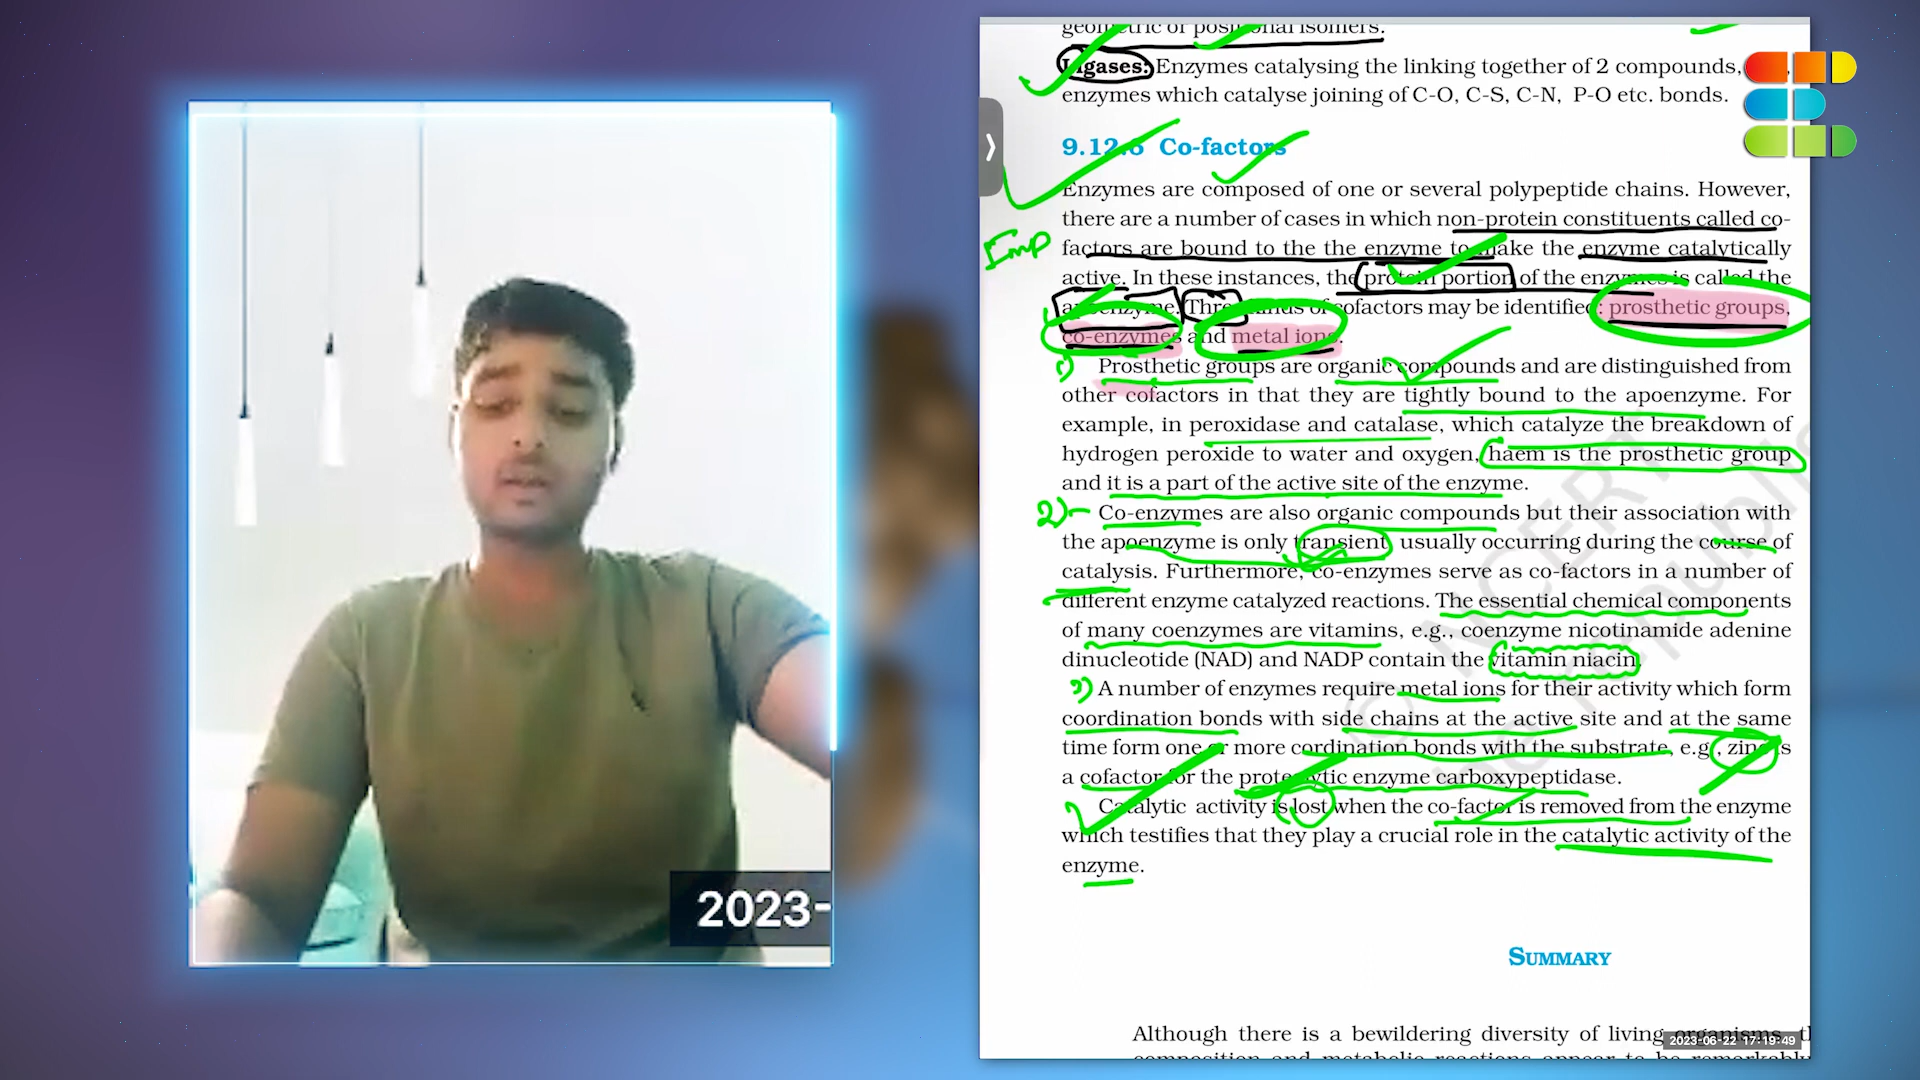 geometric or positional isomers.
Ligases: Enzymes catalysing the linking together of 2 compounds,
enzymes which catalyse joining of C-O, C-S, C-N, P-O etc. bonds.
9.12.6 Co-factors
Enzymes are composed of one or several polypeptide chains. However,
there are a number of cases in which non-protein constituents called co-
Imp
factors are bound to the the enzyme to make the enzyme catalytically
active. In these instances, the protein portion of the enzymes is called the
apoenzyme. Three kinds of cofactors may be identified: prosthetic groups,
co-enzymes and metal ions.
1) Prosthetic groups are organic compounds and are distinguished from
other cofactors in that they are tightly bound to the apoenzyme. For
example, in peroxidase and catalase, which catalyze the breakdown of
hydrogen peroxide to water and oxygen, haem is the prosthetic group
and it is a part of the active site of the enzyme.
2)- Co-enzymes are also organic compounds but their association with
the apoenzyme is only transient, usually occurring during the course of
catalysis. Furthermore, co-enzymes serve as co-factors in a number of
different enzyme catalyzed reactions. The essential chemical components
of many coenzymes are vitamins, e.g., coenzyme nicotinamide adenine
dinucleotide (NAD) and NADP contain the vitamin niacin.
3) A number of enzymes require metal ions for their activity which form
coordination bonds with side chains at the active site and at the same
time form one or more cordination bonds with the substrate, e.g., zinc is
a cofactor for the proteolytic enzyme carboxypeptidase.
Catalytic activity is lost when the co-factor is removed from the enzyme
which testifies that they play a crucial role in the catalytic activity of the
enzyme.
SUMMARY
Although there is a bewildering diversity of living organisms,
composition and metabolic reactions appear to be remarkably
© NCERT
republis
2023-
2023-06-22 17:19:49